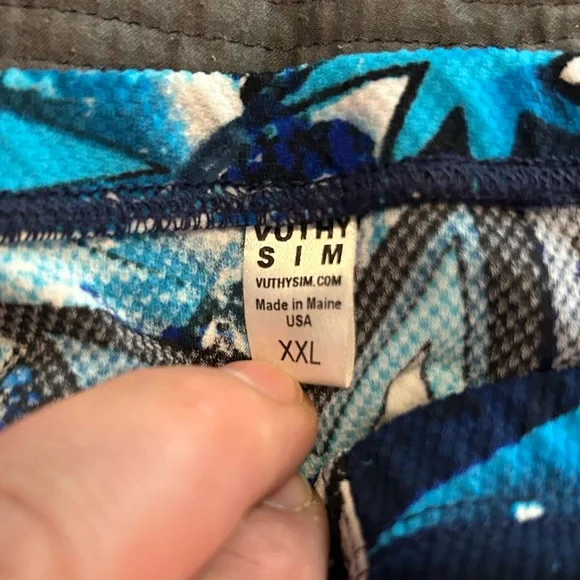 VUTHY
SIM
VUTHYSIM.COM
Made in Maine
USA
XXL